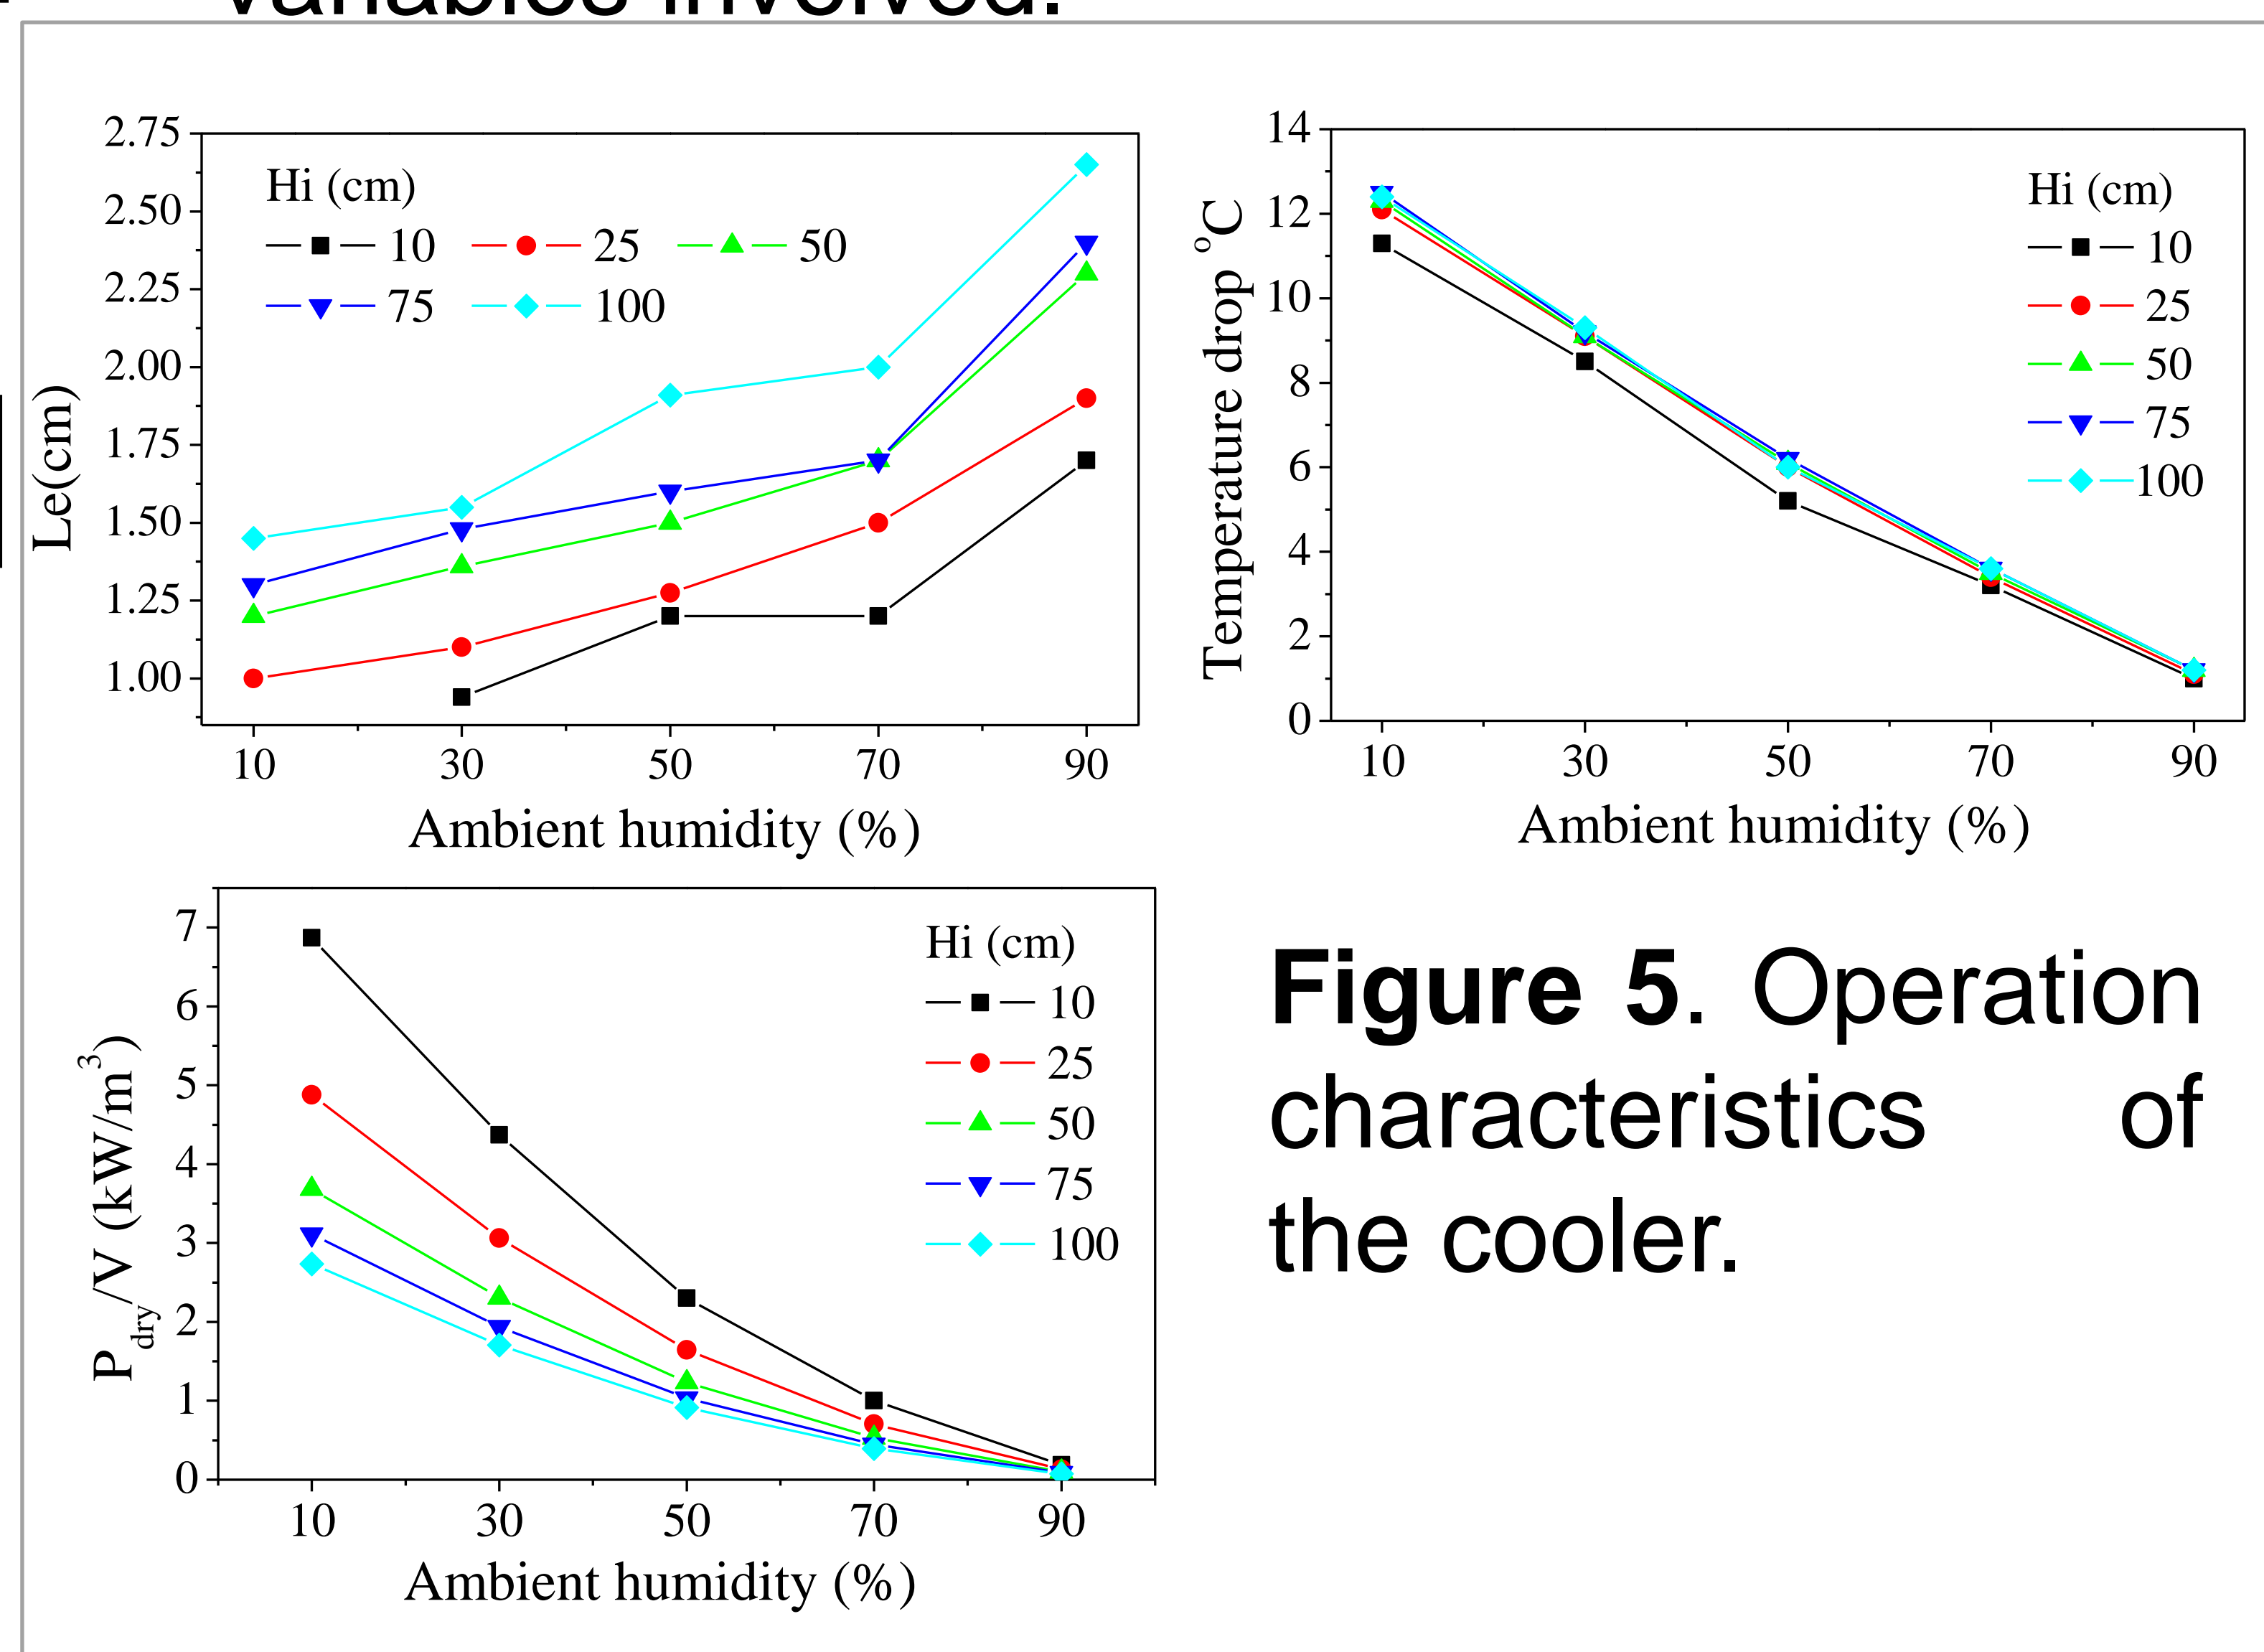 variables involved.
2.75
2.50
2.25
2.00
1.75
1.50
1.25
1.00
Le(cm)
Hi (cm)
10 25 50
75 100
10 30 50 70 90
Ambient humidity (%)
14
12
10
8
6
4
2
0
Temperature drop °C
Hi (cm)
10
25
50
75
100
10 30 50 70 90
Ambient humidity (%)
7
6
5
4
3
2
1
0
P_dry/V (kW/m³)
Hi (cm)
10
25
50
75
100
10 30 50 70 90
Ambient humidity (%)
Figure 5. Operation
characteristics of
the cooler.